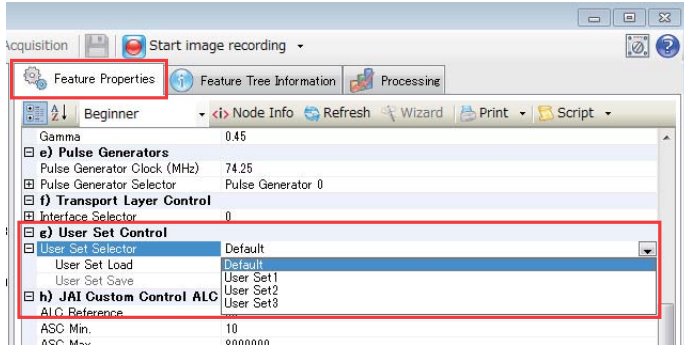 Acquisition Start image recording
Feature Properties Feature Tree Information Processing
Beginner <i> Node Info Refresh Wizard Print Script
Gamma 0.45
e) Pulse Generators
Pulse Generator Clock (MHz) 74.25
Pulse Generator Selector Pulse Generator 0
f) Transport Layer Control
Interface Selector 0
g) User Set Control
User Set Selector Default
User Set Load Default
User Set Save User Set1
User Set2
h) JAI Custom Control ALC User Set3
ALC Reference
ASC Min. 10
ASC Max 8000000